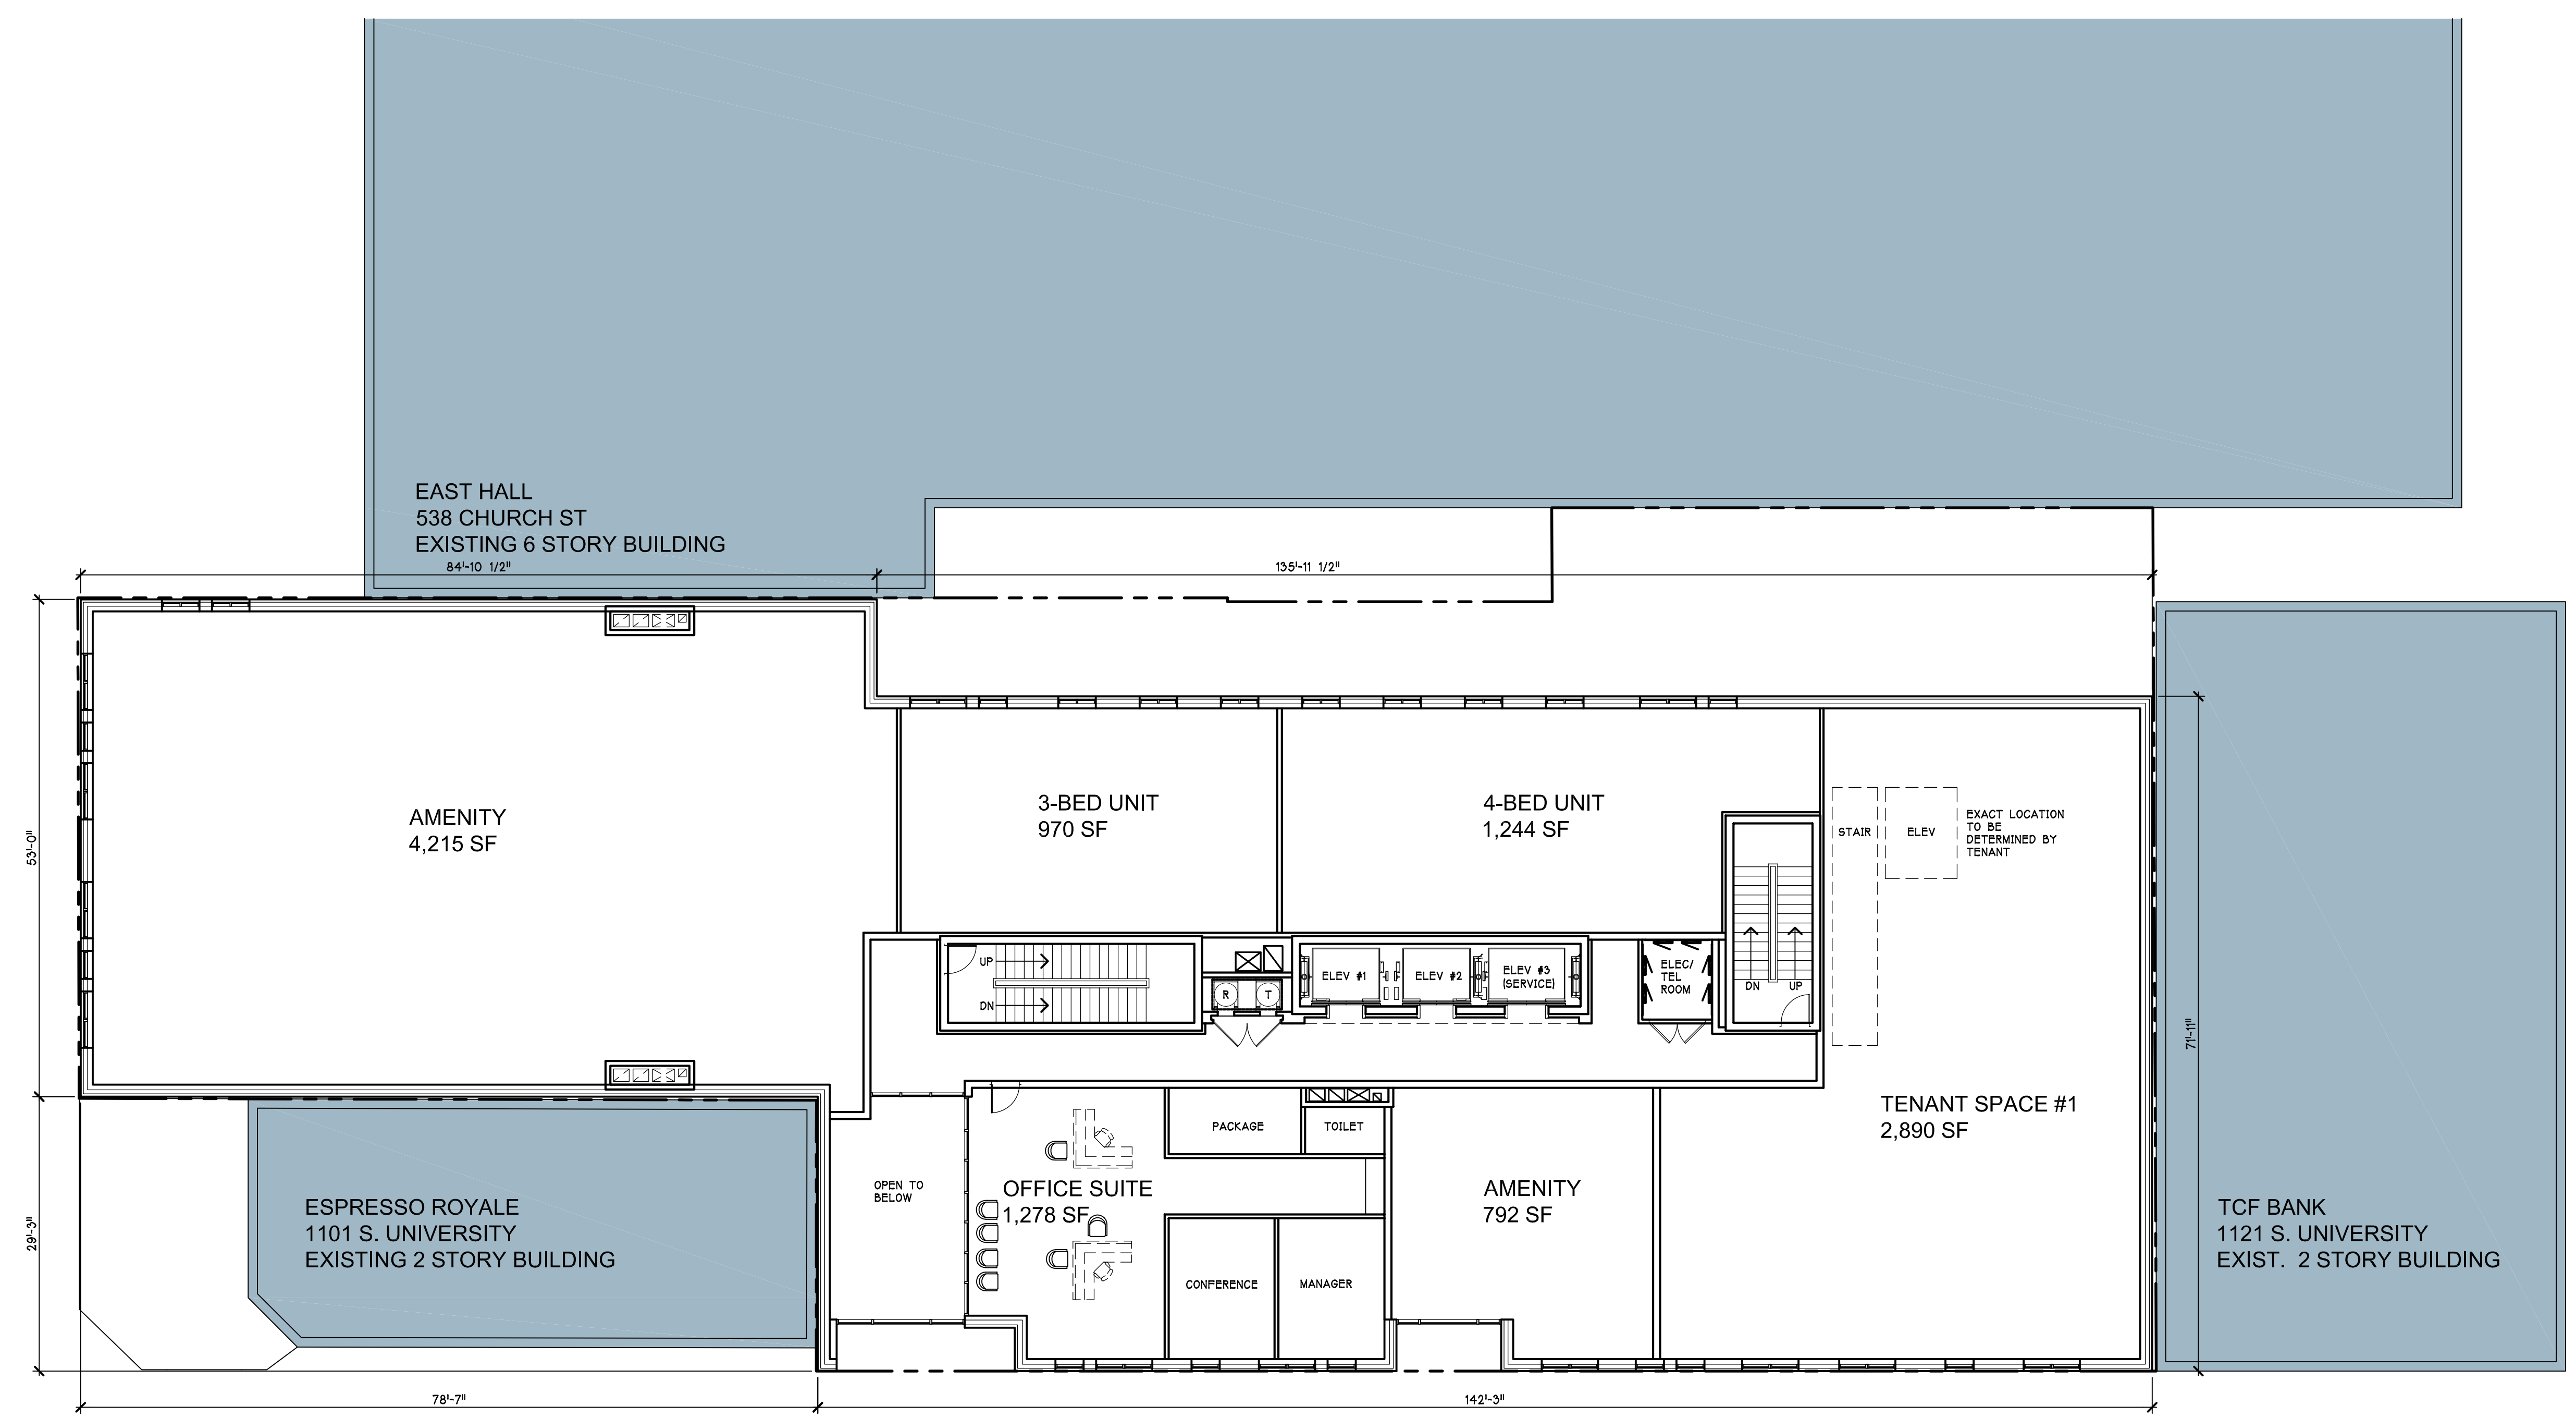 EAST HALL
538 CHURCH ST
EXISTING 6 STORY BUILDING
84'-10 1/2"
135'-11 1/2"
53'-0"
29'-3"
71'-11"
AMENITY
4,215 SF
3-BED UNIT
970 SF
4-BED UNIT
1,244 SF
STAIR
ELEV
EXACT LOCATION
TO BE
DETERMINED BY
TENANT
UP
DN
R
T
ELEV #1
ELEV #2
ELEV #3
(SERVICE)
ELEC/
TEL
ROOM
DN
UP
TENANT SPACE #1
2,890 SF
PACKAGE
TOILET
OPEN TO
BELOW
OFFICE SUITE
1,278 SF
AMENITY
792 SF
CONFERENCE
MANAGER
ESPRESSO ROYALE
1101 S. UNIVERSITY
EXISTING 2 STORY BUILDING
TCF BANK
1121 S. UNIVERSITY
EXIST.  2 STORY BUILDING
78'-7"
142'-3"